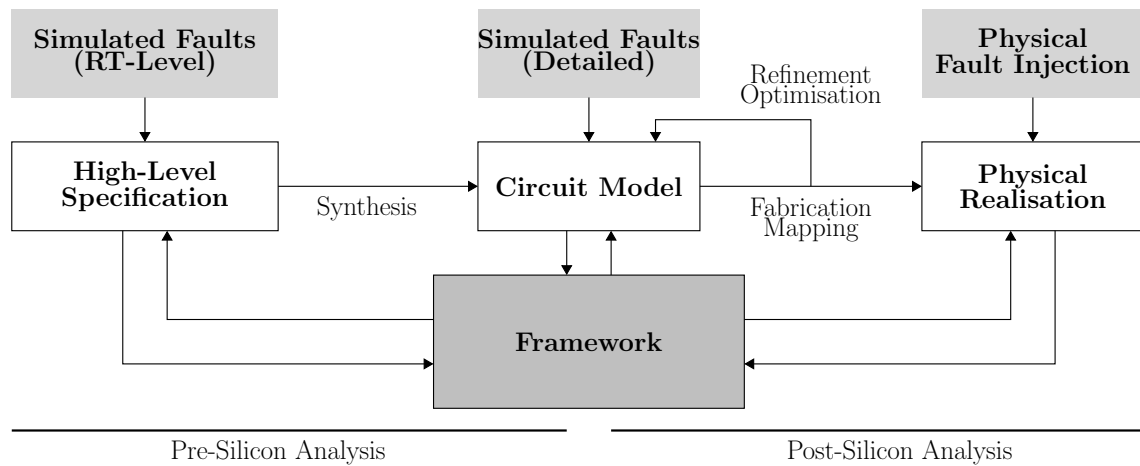 Simulated Faults
(RT-Level)
Simulated Faults
(Detailed)
Physical
Fault Injection
Refinement
Optimisation
High-Level
Specification
Synthesis
Circuit Model
Fabrication
Mapping
Physical
Realisation
Framework
Pre-Silicon Analysis
Post-Silicon Analysis